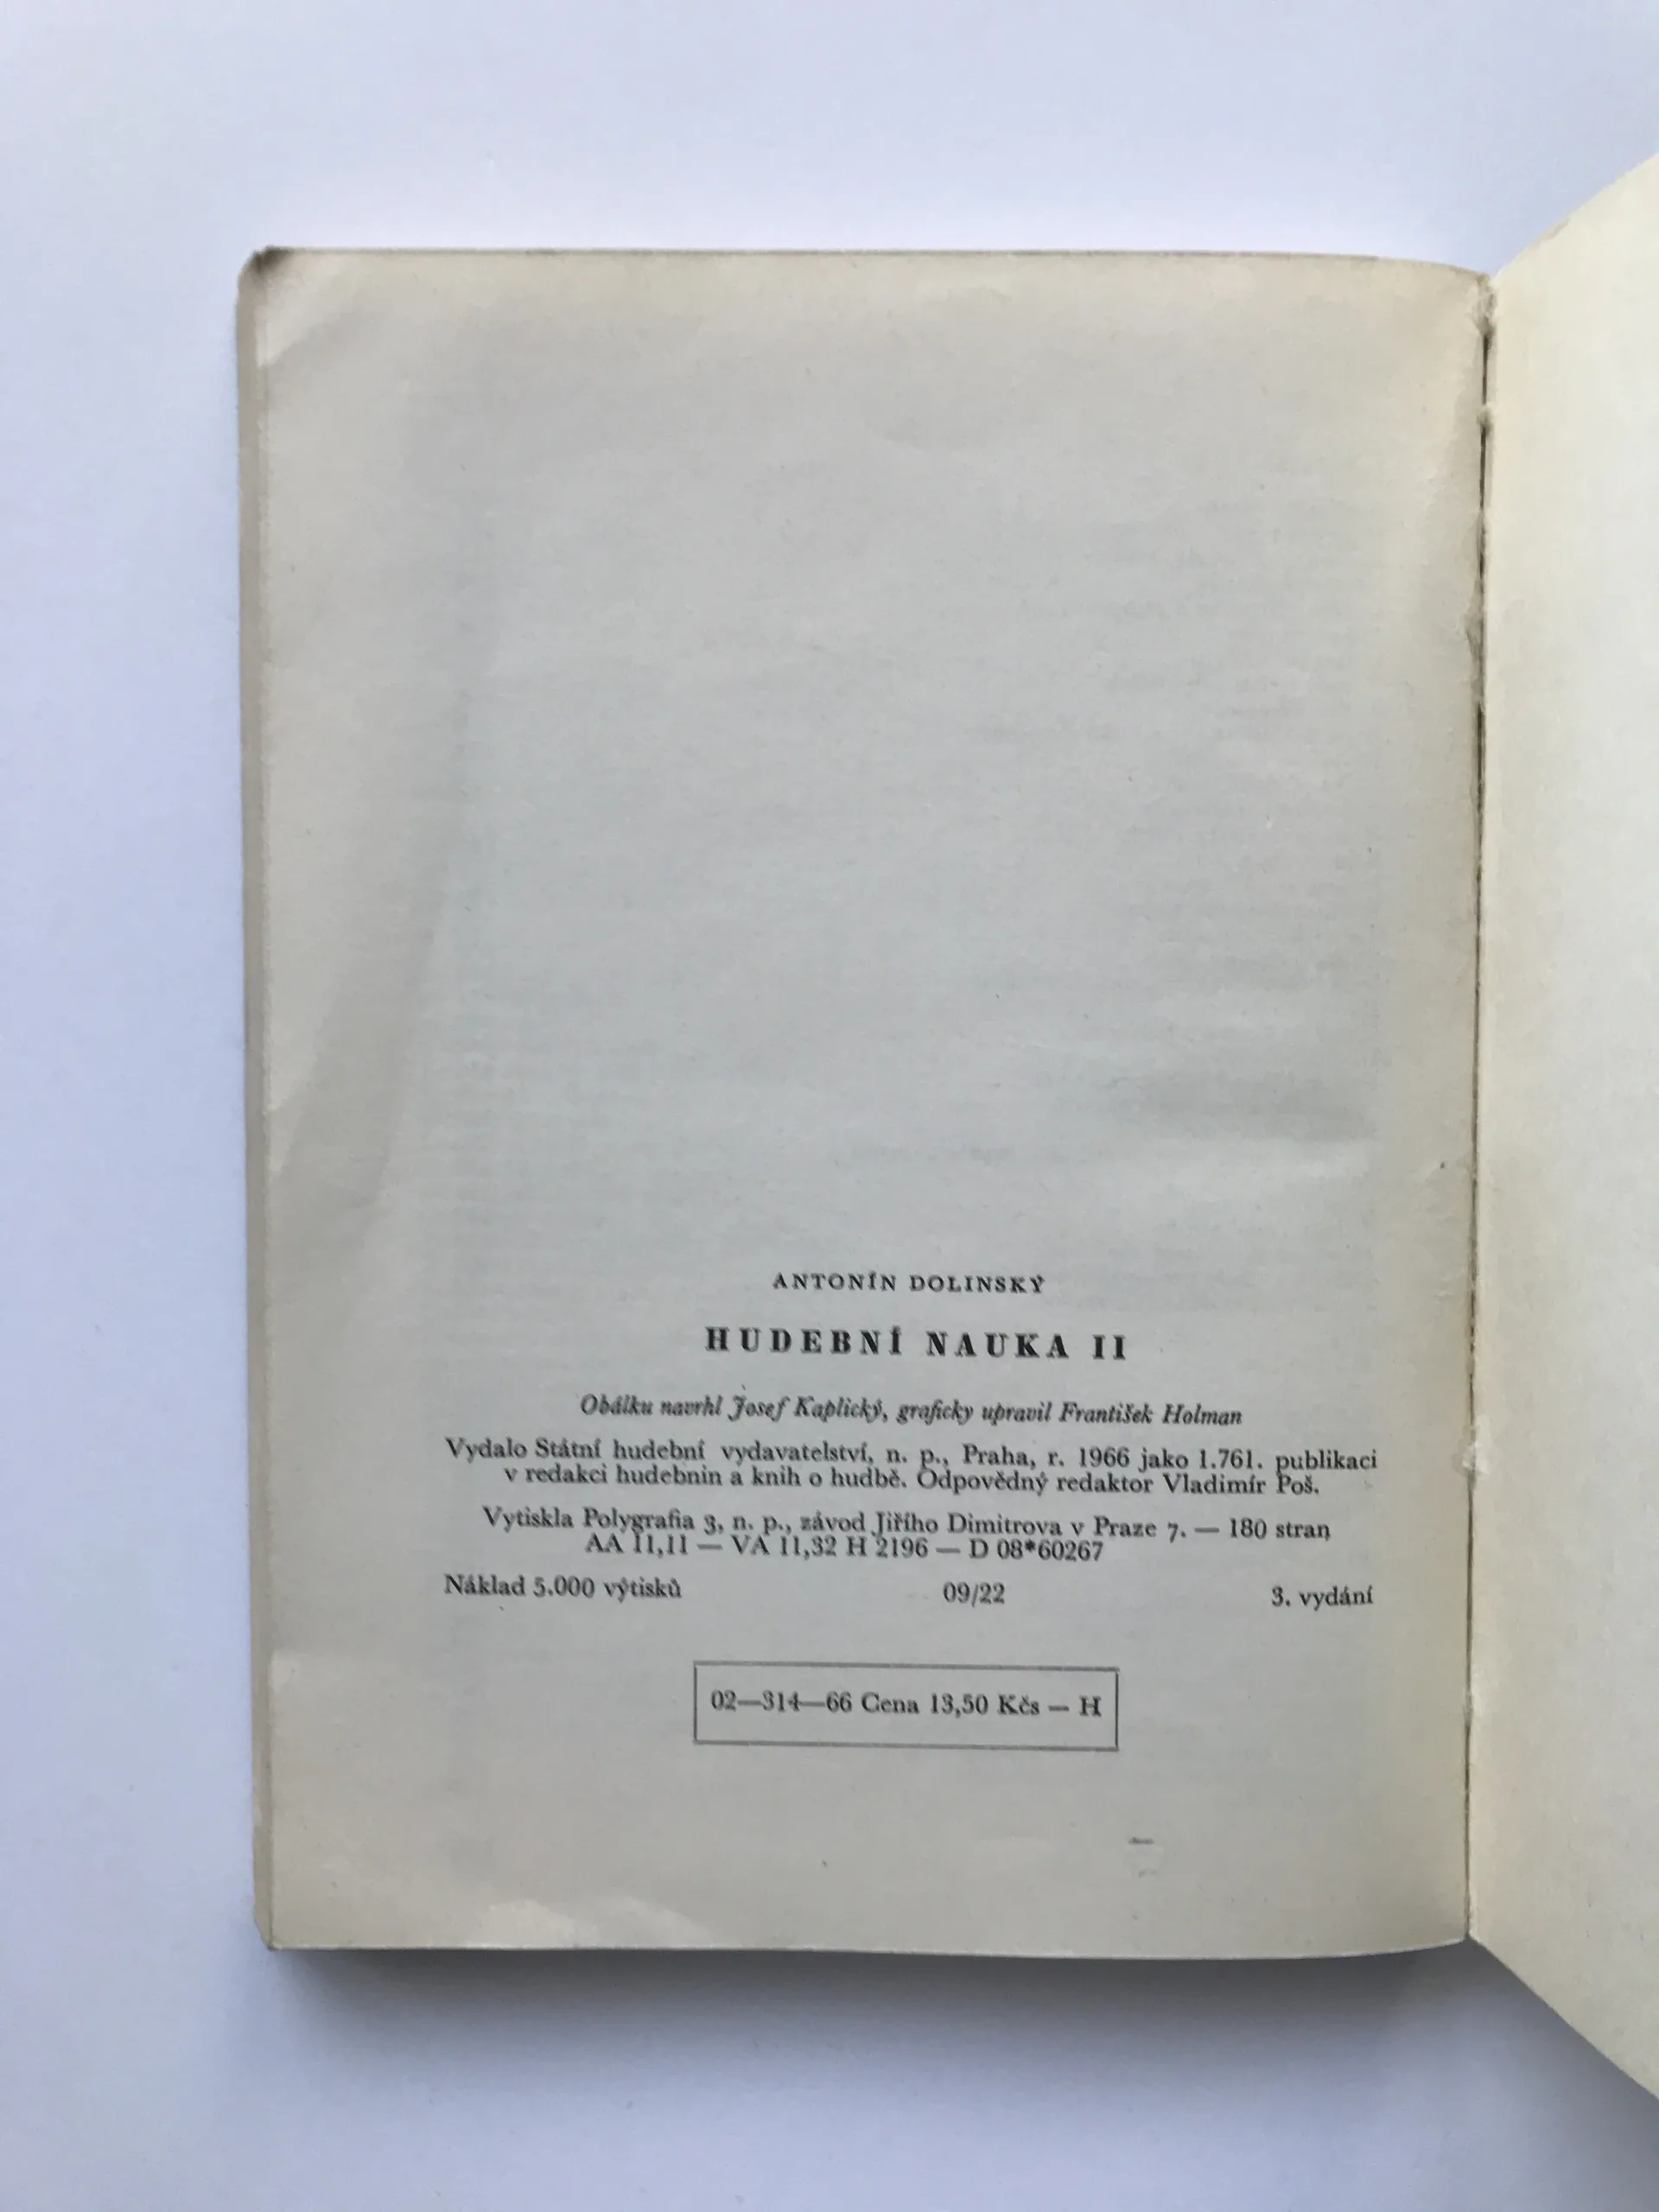 ANTONÍN DOLINSKÝ
HUDEBNÍ NAUKA II
Obálku navrhl Josef Kaplický, graficky upravil František Holman
Vydalo Státní hudební vydavatelství, n. p., Praha, r. 1966 jako 1.761. publikaci
v redakci hudebnin a knih o hudbě. Odpovědný redaktor Vladimír Poš.
Vytiskla Polygrafia 3, n. p., závod Jiřího Dimitrova v Praze 7. — 180 stran
AA 11,11 — VA 11,32 H 2196 — D 08*60267
Náklad 5.000 výtisků 09/22 3. vydání
02—314—66 Cena 13,50 Kčs — H